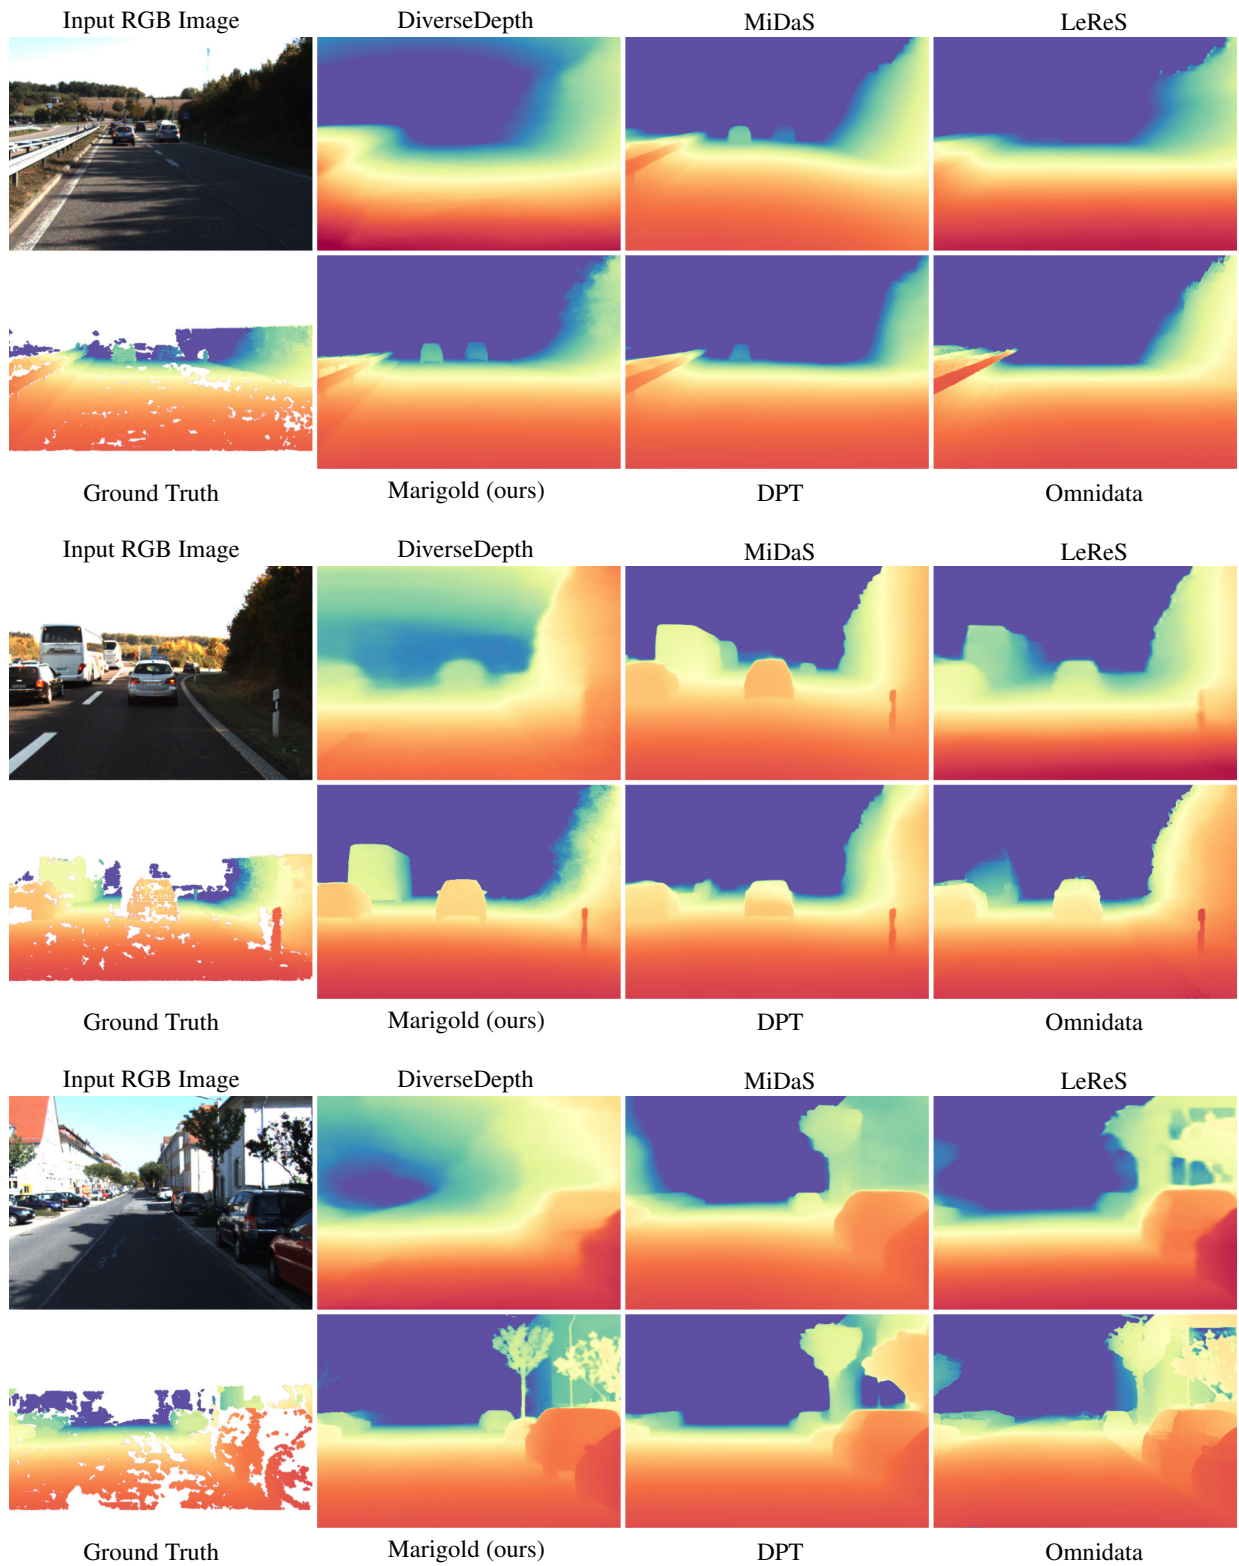 Input RGB Image
DiverseDepth
MiDaS
LeReS
Ground Truth
Marigold (ours)
DPT
Omnidata
Input RGB Image
DiverseDepth
MiDaS
LeReS
Ground Truth
Marigold (ours)
DPT
Omnidata
Input RGB Image
DiverseDepth
MiDaS
LeReS
Ground Truth
Marigold (ours)
DPT
Omnidata